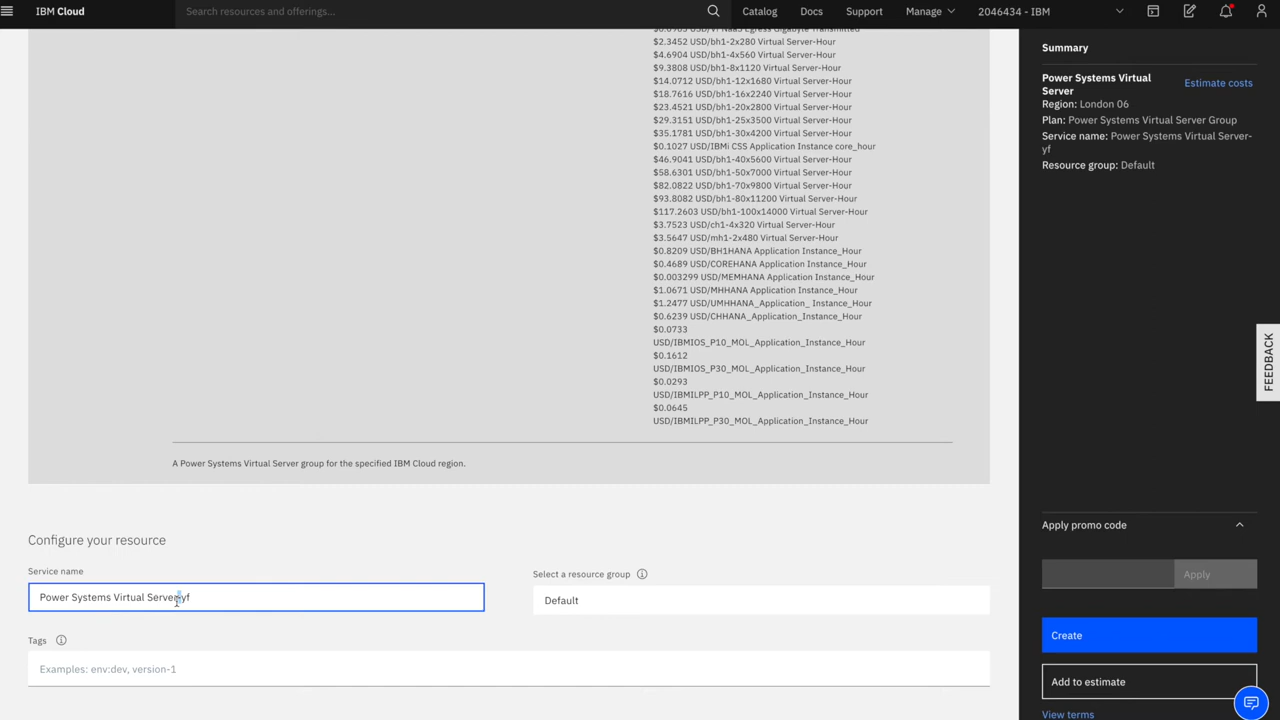 IBM Cloud
Search resources and offerings...
Catalog
Docs
Support
Manage
2046434 - IBM
$2.3452 USD/bh1-2x280 Virtual Server-Hour
$4.6904 USD/bh1-4x560 Virtual Server-Hour
$9.3808 USD/bh1-8x1120 Virtual Server-Hour
$14.0712 USD/bh1-12x1680 Virtual Server-Hour
$18.7616 USD/bh1-16x2240 Virtual Server-Hour
$23.4521 USD/bh1-20x2800 Virtual Server-Hour
$29.3151 USD/bh1-25x3500 Virtual Server-Hour
$35.1781 USD/bh1-30x4200 Virtual Server-Hour
$0.1027 USD/IBMi CSS Application Instance core_hour
$46.9041 USD/bh1-40x5600 Virtual Server-Hour
$58.6301 USD/bh1-50x7000 Virtual Server-Hour
$82.0822 USD/bh1-70x9800 Virtual Server-Hour
$93.8082 USD/bh1-80x11200 Virtual Server-Hour
$117.2603 USD/bh1-100x14000 Virtual Server-Hour
$3.7523 USD/ch1-4x320 Virtual Server-Hour
$3.5647 USD/mh1-2x480 Virtual Server-Hour
$0.8209 USD/BH1HANA Application Instance_Hour
$0.4689 USD/COREHANA Application Instance_Hour
$0.003299 USD/MEMHANA Application Instance_Hour
$1.0671 USD/MHHANA Application Instance_Hour
$1.2477 USD/UMHHANA_Application_ Instance_Hour
$0.6239 USD/CHHANA_Application_Instance_Hour
$0.0733
USD/IBMIOS_P10_MOL_Application_Instance_Hour
$0.1612
USD/IBMIOS_P30_MOL_Application_Instance_Hour
$0.0293
USD/IBMILPP_P10_MOL_Application_Instance_Hour
$0.0645
USD/IBMILPP_P30_MOL_Application_Instance_Hour
A Power Systems Virtual Server group for the specified IBM Cloud region.
Configure your resource
Service name
Power Systems Virtual Server-yf
Select a resource group
Default
Tags
Examples: env:dev, version-1
Summary
Power Systems Virtual
Server
Estimate costs
Region: London 06
Plan: Power Systems Virtual Server Group
Service name: Power Systems Virtual Server-
yf
Resource group: Default
FEEDBACK
Apply promo code
Apply
Create
Add to estimate
View terms